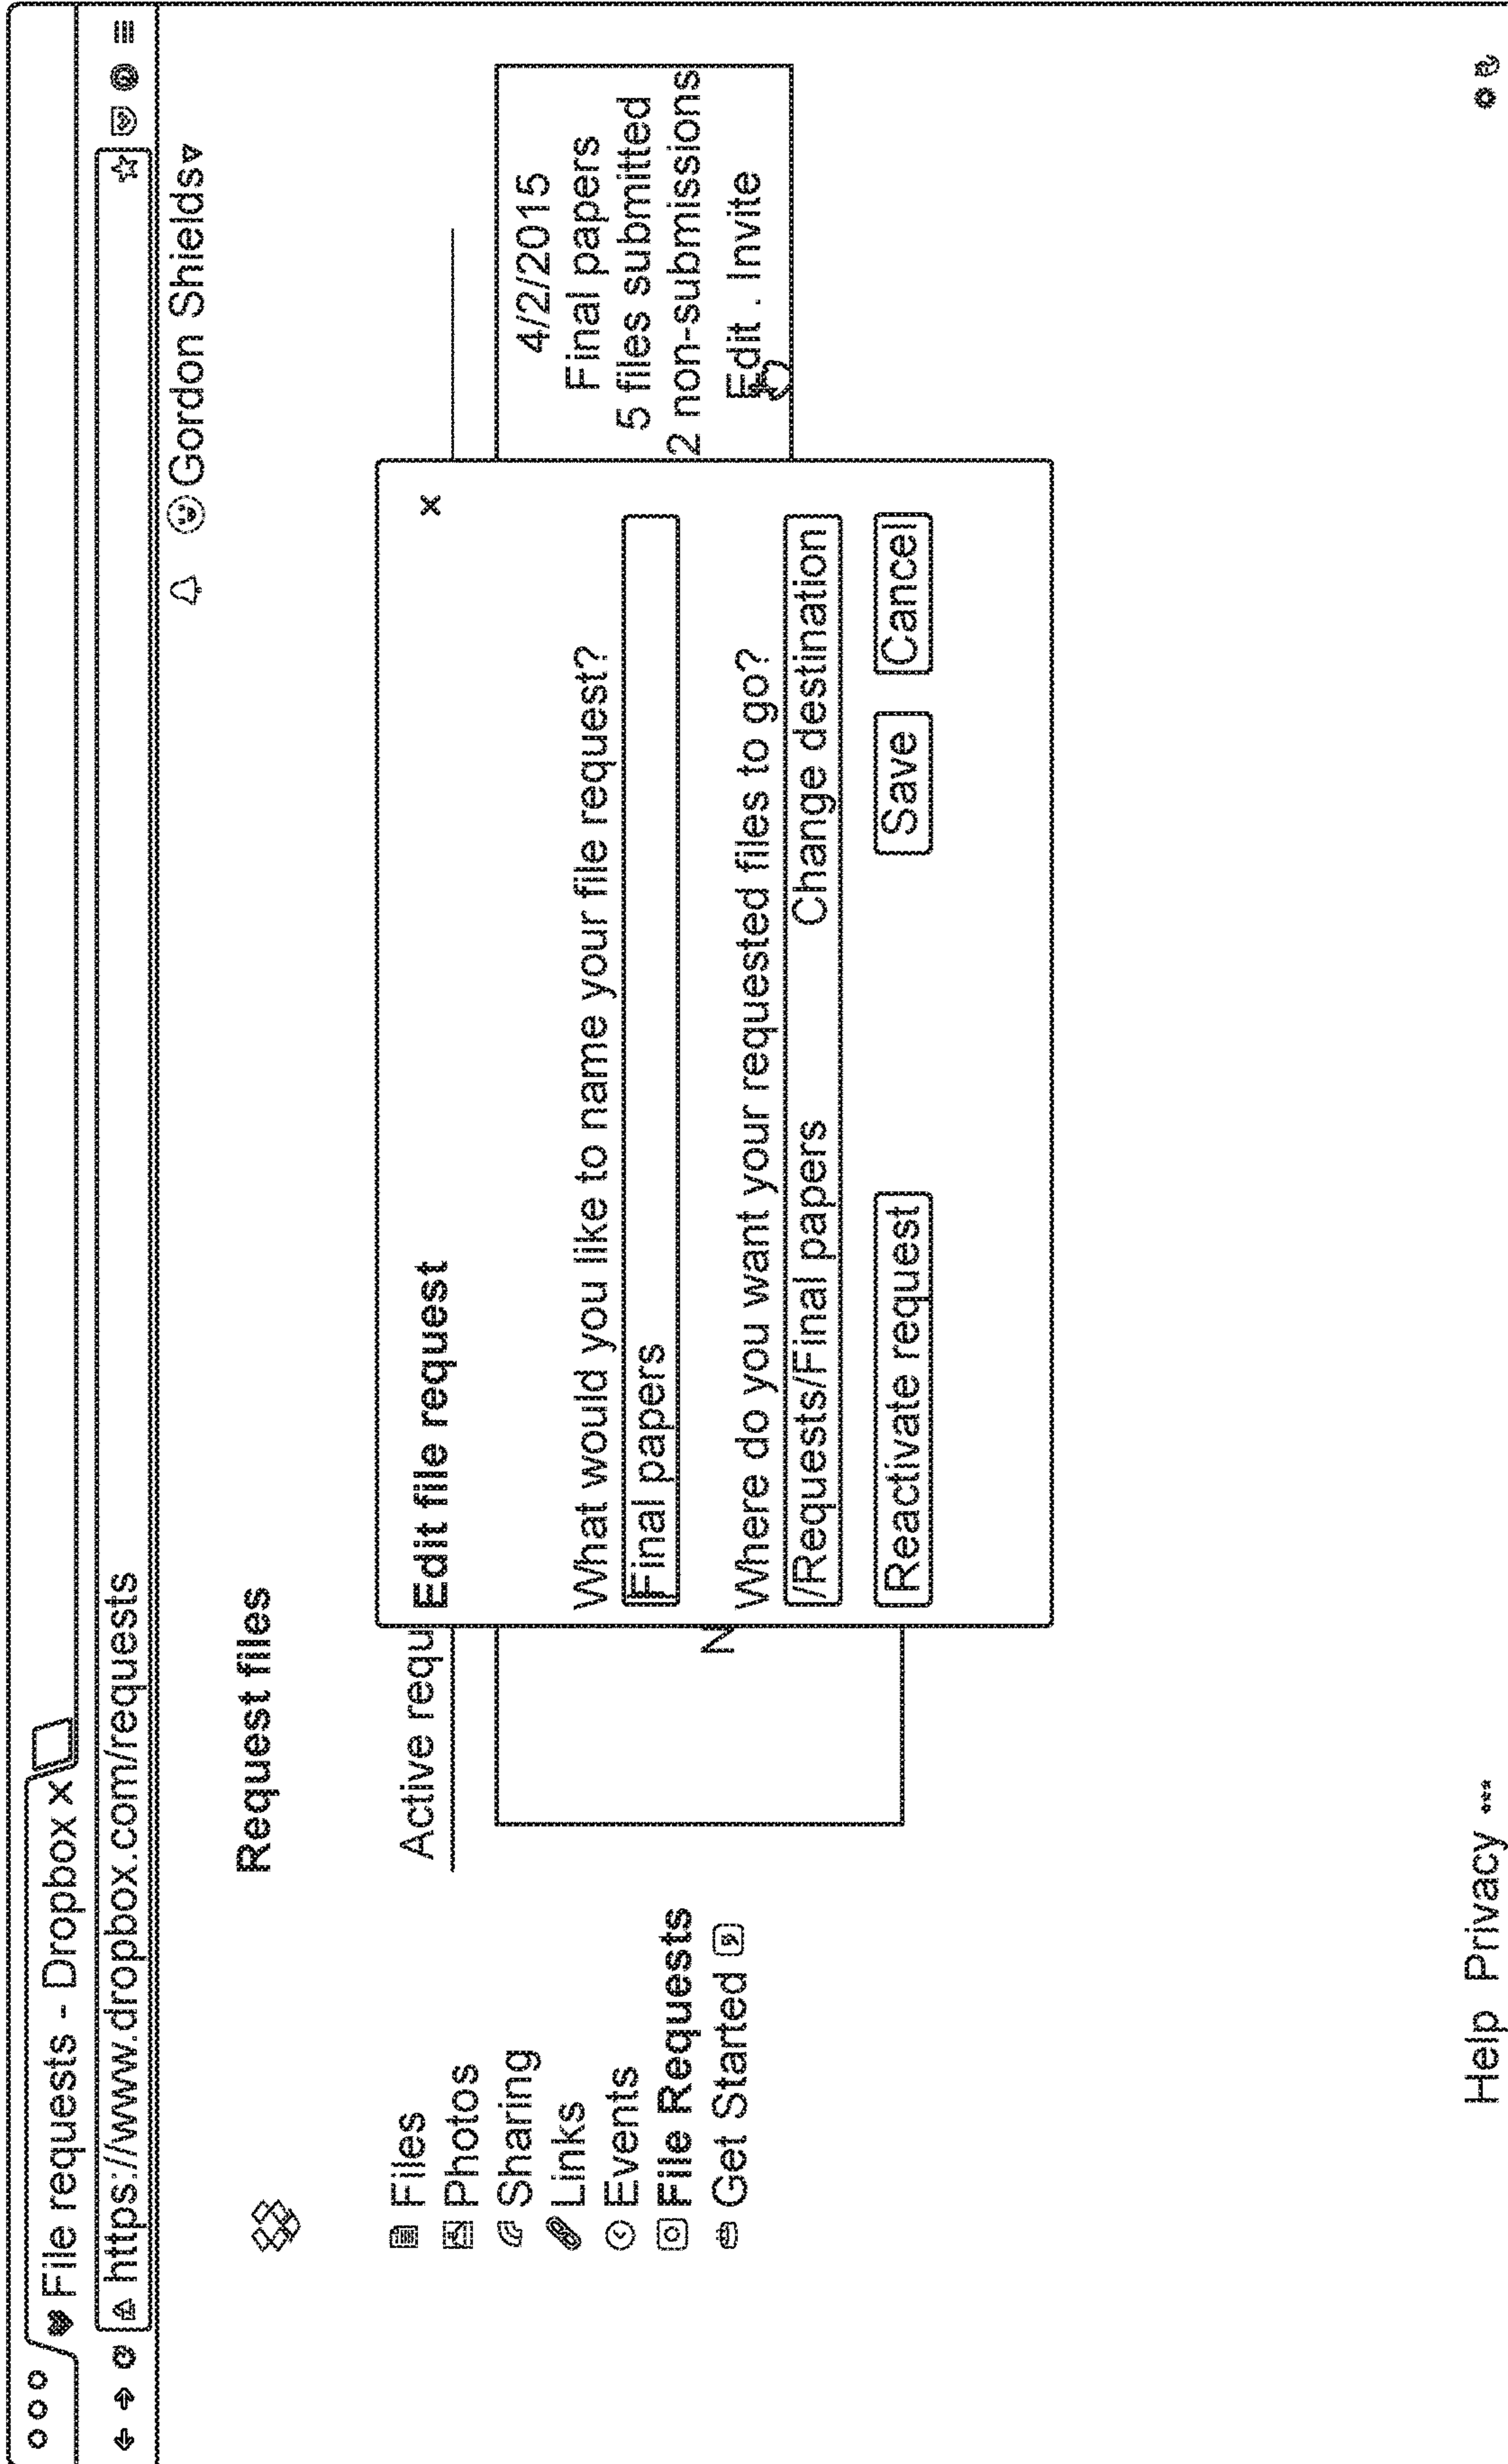 File requests - Dropbox x
https://www.dropbox.com/requests
Gordon Shields
Request files
Files
Photos
Sharing
Links
Events
File Requests
Get Started
Active requ
N
Edit file request
x
What would you like to name your file request?
Final papers
Where do you want your requested files to go?
/Requests/Final papers Change destination
Reactivate request Save Cancel
4/2/2015
Final papers
5 files submitted
2 non-submissions
Edit . Invite
Help Privacy •••